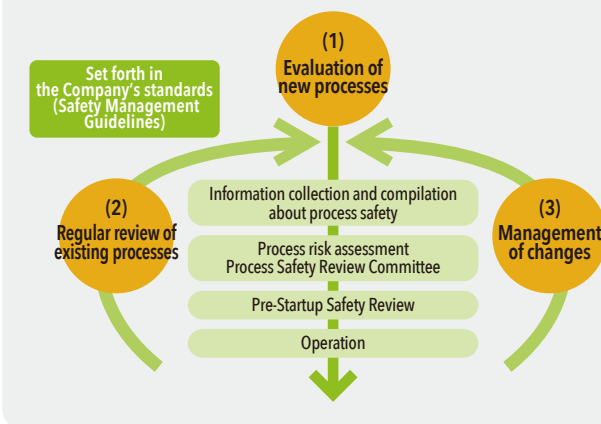 (1)
Evaluation of
new processes
Set forth in
the Company's standards
(Safety Management
Guidelines)
Information collection and compilation
about process safety
(2)
Regular review of
existing processes
(3)
Management
of changes
Process risk assessment
Process Safety Review Committee
Pre-Startup Safety Review
Operation